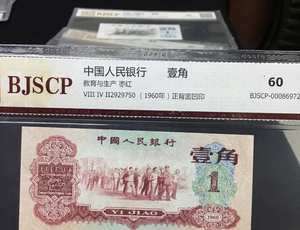 BJSCP
中国人民银行 壹角
教育与生产 枣红
VIII IV II2929750 (1960年) 正背面凹印
60
BJSCP-00086972
中国人民银行
壹角
1
YI JIAO
1960